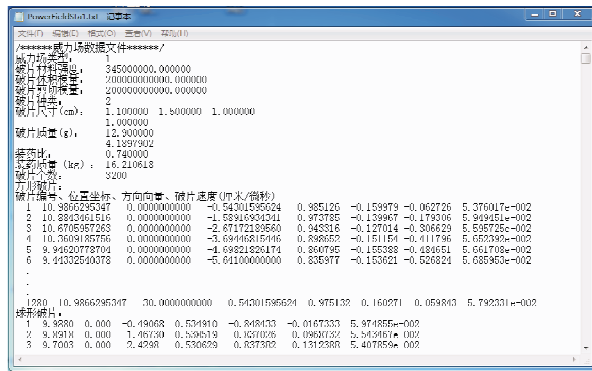 PowerFieldSta1.txt - 记事本
文件(F) 编辑(E) 格式(O) 查看(V) 帮助(H)
/******威力场数据文件******/
威力场类型: 1
破片材料强度: 345000000.000000
破片体积模量: 200000000000.000000
破片剪切模量: 200000000000.000000
破片种类: 2
破片尺寸(cm): 1.100000 1.500000 1.000000
1.000000
破片质量(g): 12.900000
4.1897902
装药比: 0.740000
装药质量(kg): 16.210618
破片个数: 3200
方形破片:
破片编号、位置坐标、方向向量、破片速度(厘米/微秒)
1 10.9866295347 0.0000000000 -0.54301595624 0.985126 -0.159979 -0.062726 5.376017e-002
2 10.8843461516 0.0000000000 -1.58916934341 0.973785 -0.139967 -0.179306 5.949451e-002
3 10.6705957263 0.0000000000 -2.67172189560 0.943316 -0.127014 -0.306629 5.595725e-002
4 10.3609185756 0.0000000000 -3.69446815446 0.898652 -0.151154 -0.411796 5.652392e-002
5 9.94620778704 0.0000000000 -4.69821826174 0.860795 -0.155388 -0.484651 5.661708e-002
6 9.44332540378 0.0000000000 -5.64100000000 0.835977 -0.153621 -0.526824 5.685953e-002
.
.
.
1280 10.9866295347 30.0000000000 0.54301595624 0.975132 0.160271 0.059843 5.792331e-002
球形破片:
1 9.9880 0.000 -0.49068 0.534910 -0.848433 -0.0167333 5.974855e-002
2 9.8918 0.000 1.46730 0.530519 0.837026 0.0960732 5.543467e-002
3 9.7003 0.000 2.4298 0.530629 0.837382 0.1312388 5.407859e-002